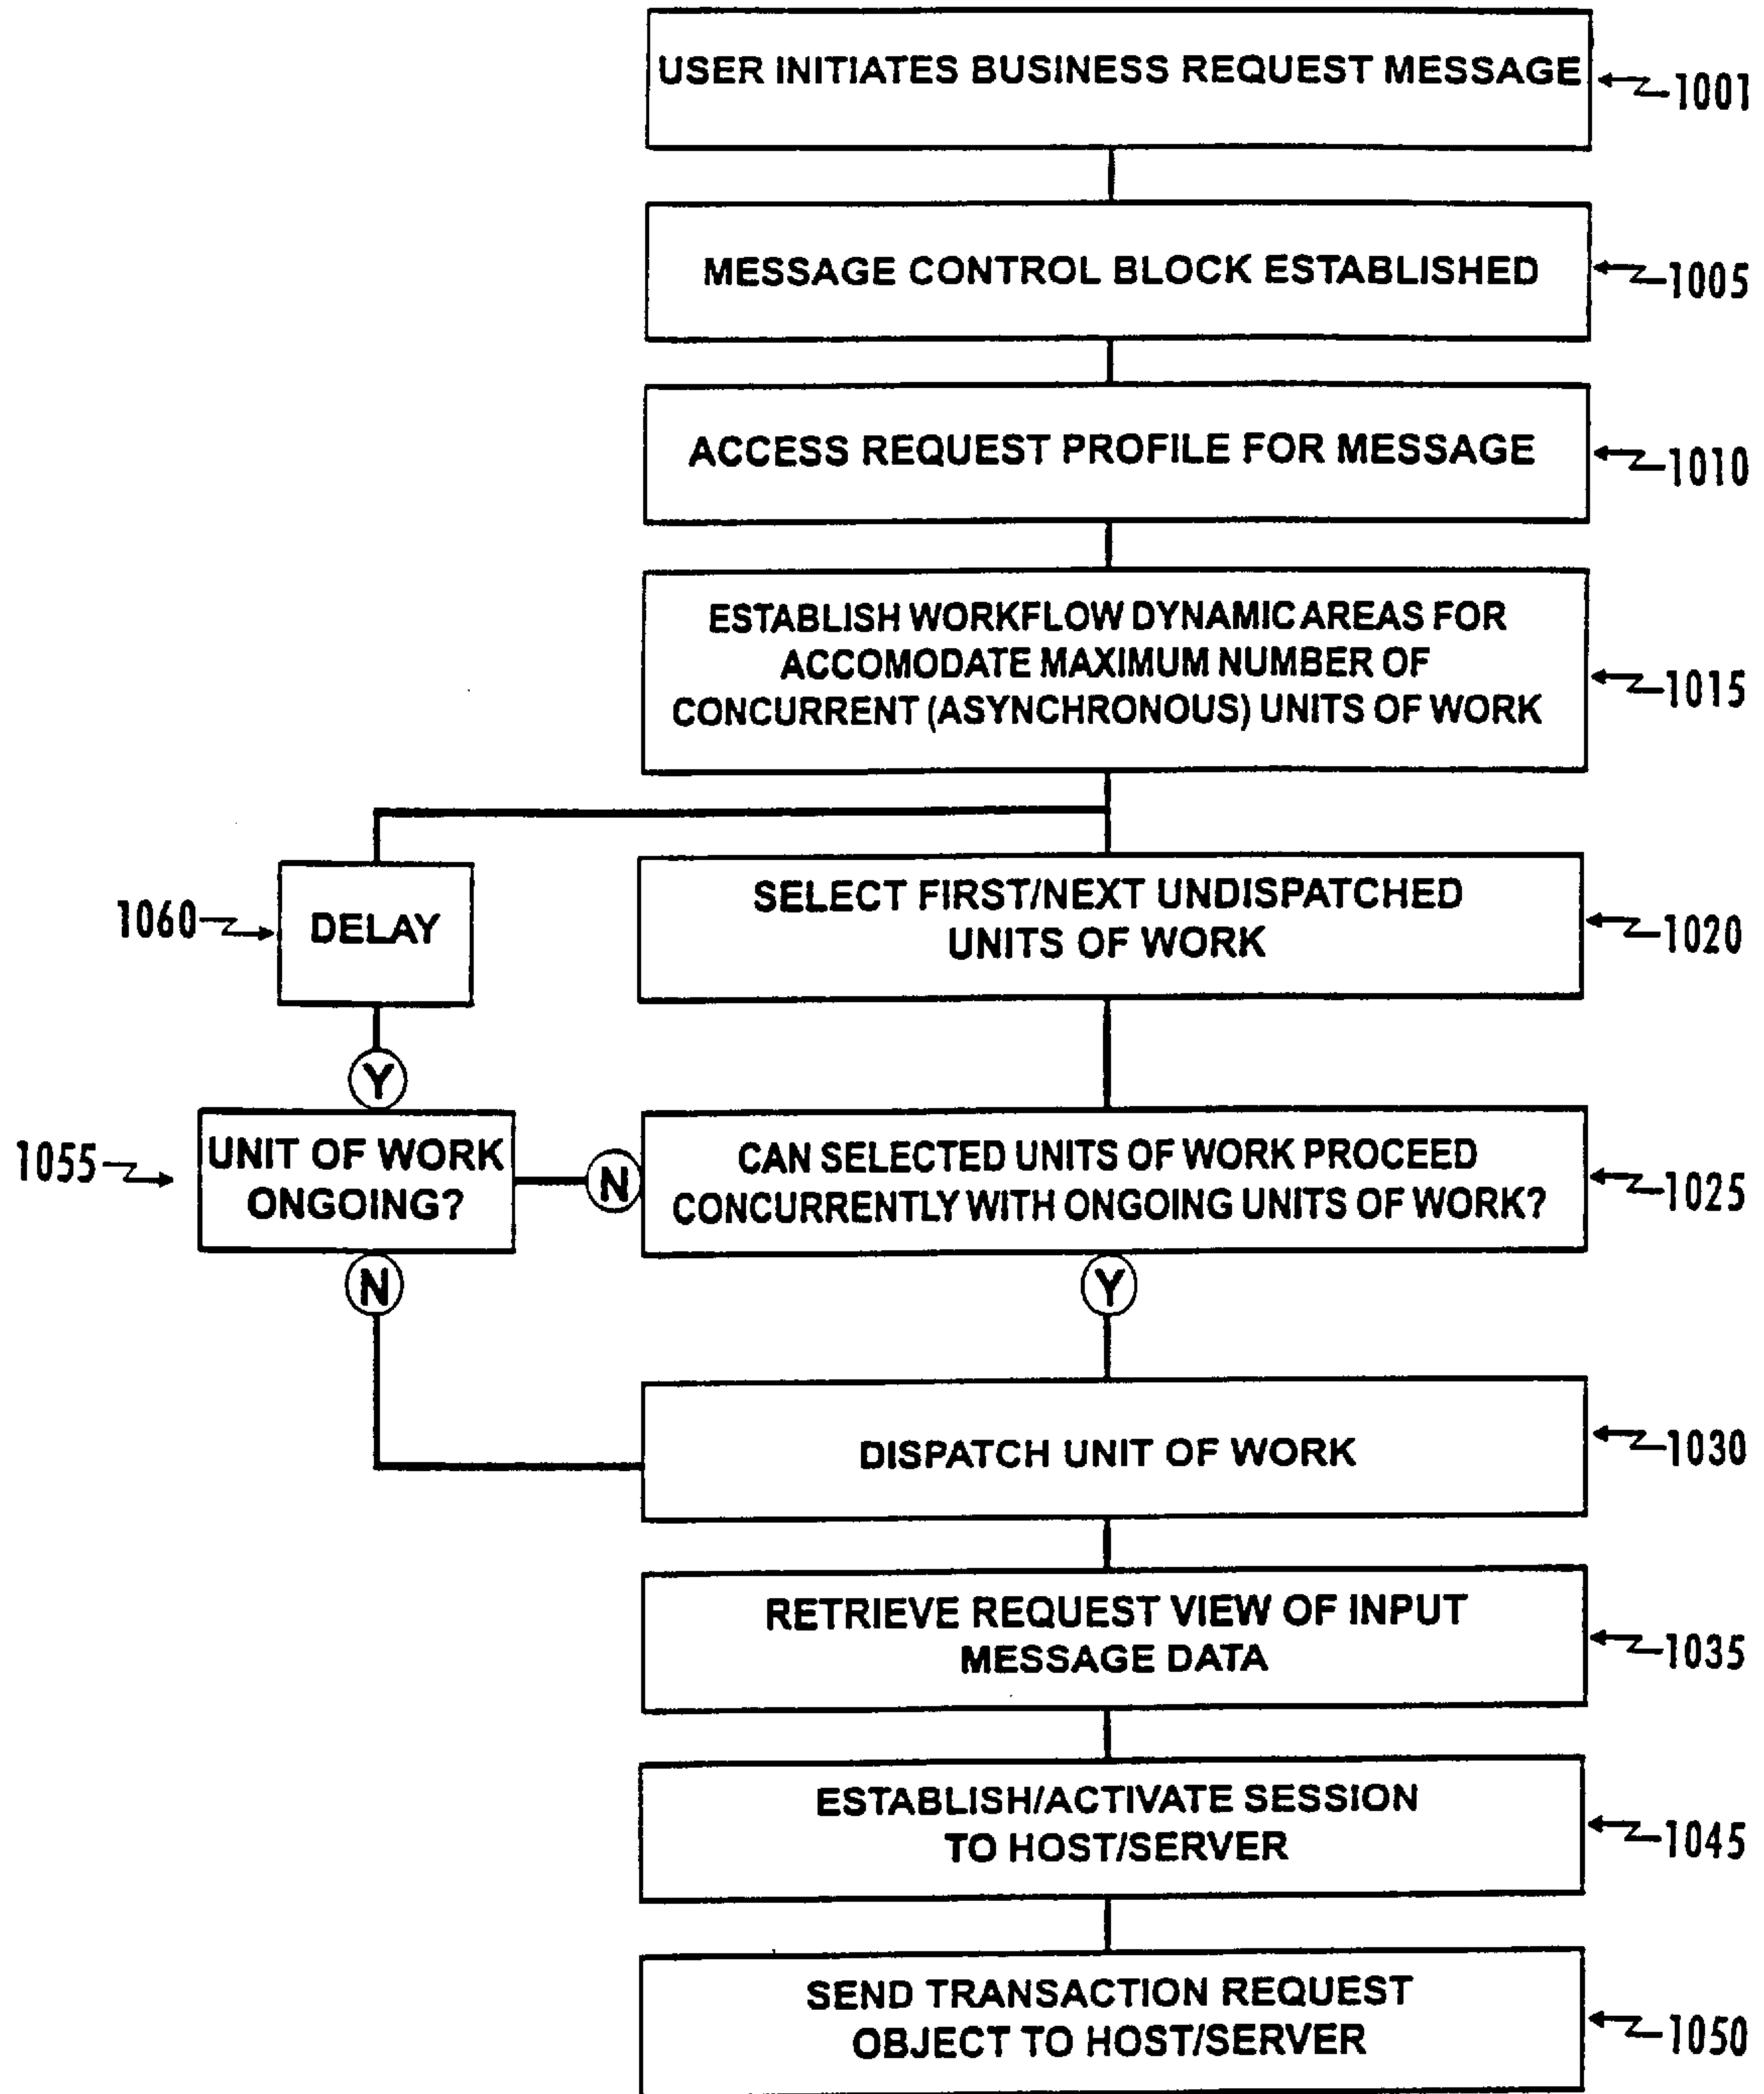 USER INITIATES BUSINESS REQUEST MESSAGE
1001
MESSAGE CONTROL BLOCK ESTABLISHED
1005
ACCESS REQUEST PROFILE FOR MESSAGE
1010
ESTABLISH WORKFLOW DYNAMIC AREAS FOR
ACCOMODATE MAXIMUM NUMBER OF
CONCURRENT (ASYNCHRONOUS) UNITS OF WORK
1015
1060
DELAY
SELECT FIRST/NEXT UNDISPATCHED
UNITS OF WORK
1020
Y
1055
UNIT OF WORK
ONGOING?
N
CAN SELECTED UNITS OF WORK PROCEED
CONCURRENTLY WITH ONGOING UNITS OF WORK?
1025
N
Y
DISPATCH UNIT OF WORK
1030
RETRIEVE REQUEST VIEW OF INPUT
MESSAGE DATA
1035
ESTABLISH/ACTIVATE SESSION
TO HOST/SERVER
1045
SEND TRANSACTION REQUEST
OBJECT TO HOST/SERVER
1050